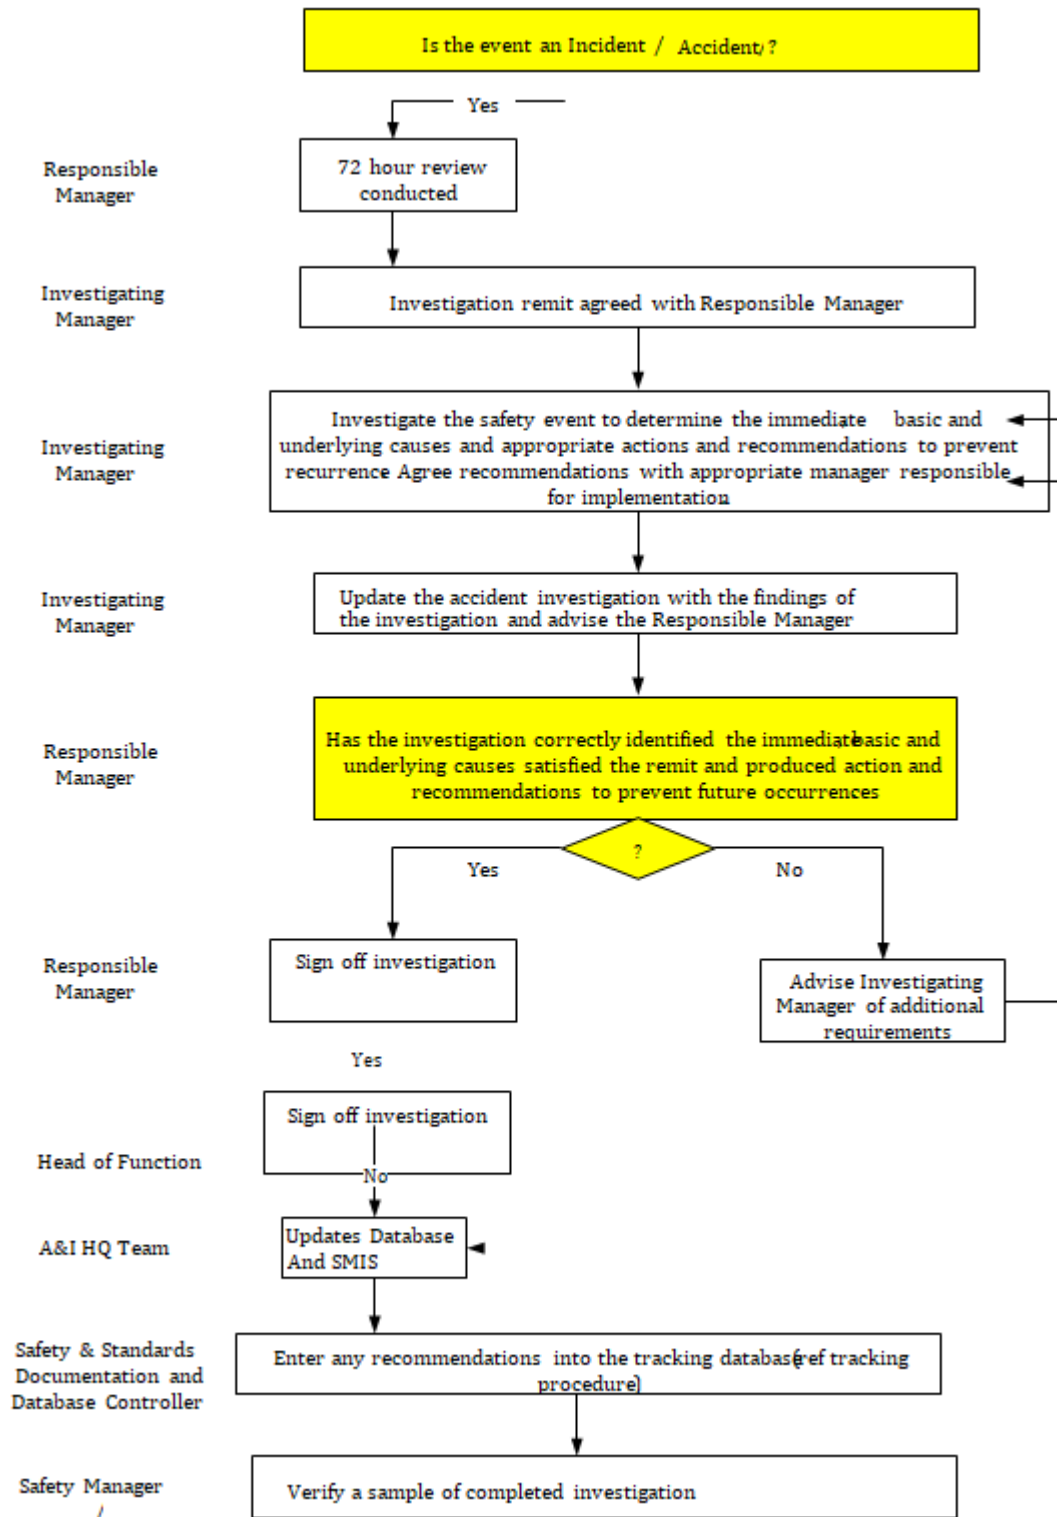 Is the event an Incident / Accident/?
Yes
Responsible
Manager
72 hour review
conducted
Investigating
Manager
Investigation remit agreed with Responsible Manager
Investigating
Manager
Investigate the safety event to determine the immediate basic and
underlying causes and appropriate actions and recommendations to prevent
recurrence Agree recommendations with appropriate manager responsible
for implementation
Investigating
Manager
Update the accident investigation with the findings of
the investigation and advise the Responsible Manager
Responsible
Manager
Has the investigation correctly identified the immediate, basic and
underlying causes satisfied the remit and produced action and
recommendations to prevent future occurrences
?
Yes
No
Responsible
Manager
Sign off investigation
Advise Investigating
Manager of additional
requirements
Yes
Head of Function
Sign off investigation
No
A&I HQ Team
Updates Database
And SMIS
Safety & Standards
Documentation and
Database Controller
Enter any recommendations into the tracking database(ref tracking
procedure)
Safety Manager
/
Verify a sample of completed investigation